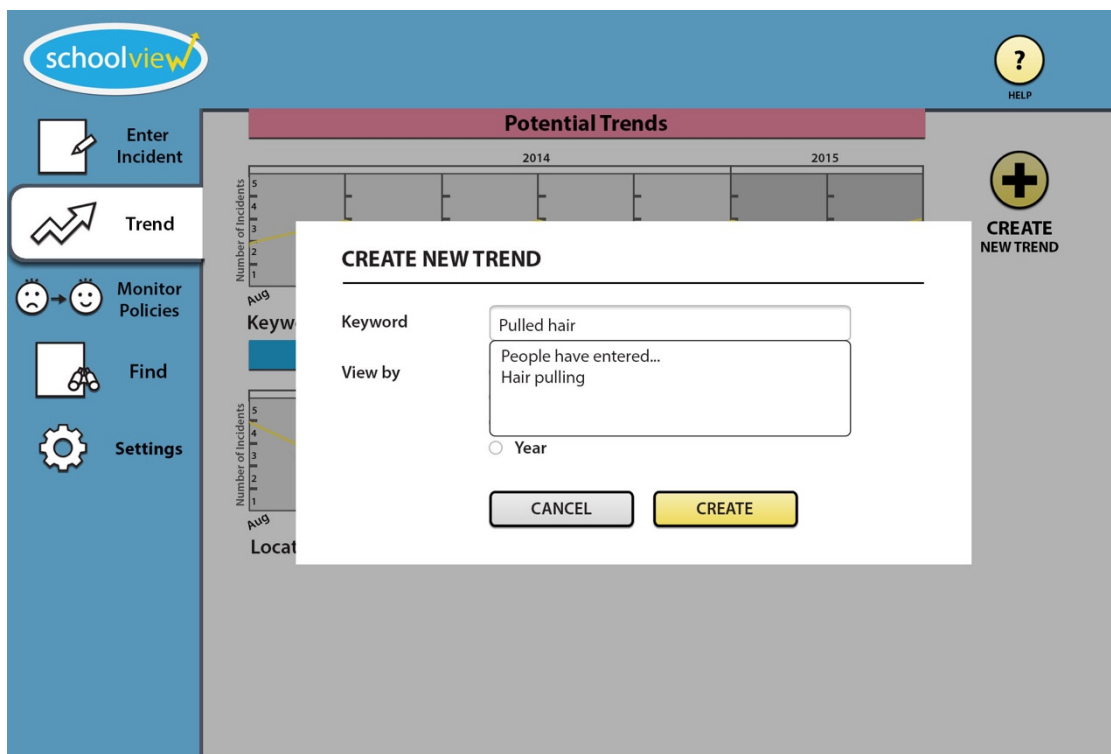 schoolview
?
HELP
Enter
Incident
Trend
Monitor
Policies
Find
Settings
Potential Trends
2014
2015
Number of Incidents
5
4
3
2
1
Aug
Keyw
CREATE
NEW TREND
CREATE NEW TREND
Keyword
Pulled hair
People have entered...
Hair pulling
View by
Year
CANCEL
CREATE
Number of Incidents
5
4
3
2
1
Aug
Locat